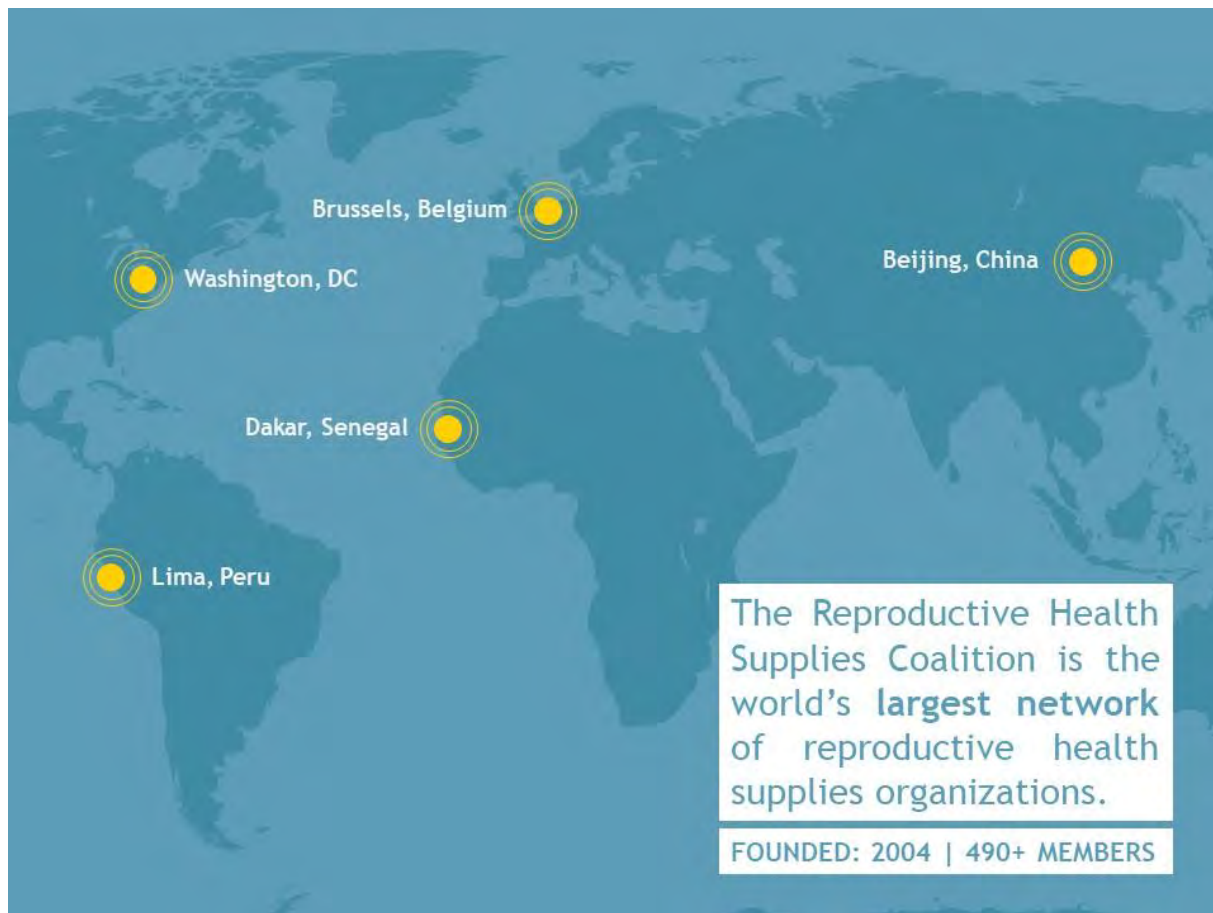 Brussels, Belgium
Beijing, China
Washington, DC
Dakar, Senegal
Lima, Peru
The Reproductive Health
Supplies Coalition is the
world's largest network
of reproductive health
supplies organizations.
FOUNDED: 2004 | 490+ MEMBERS